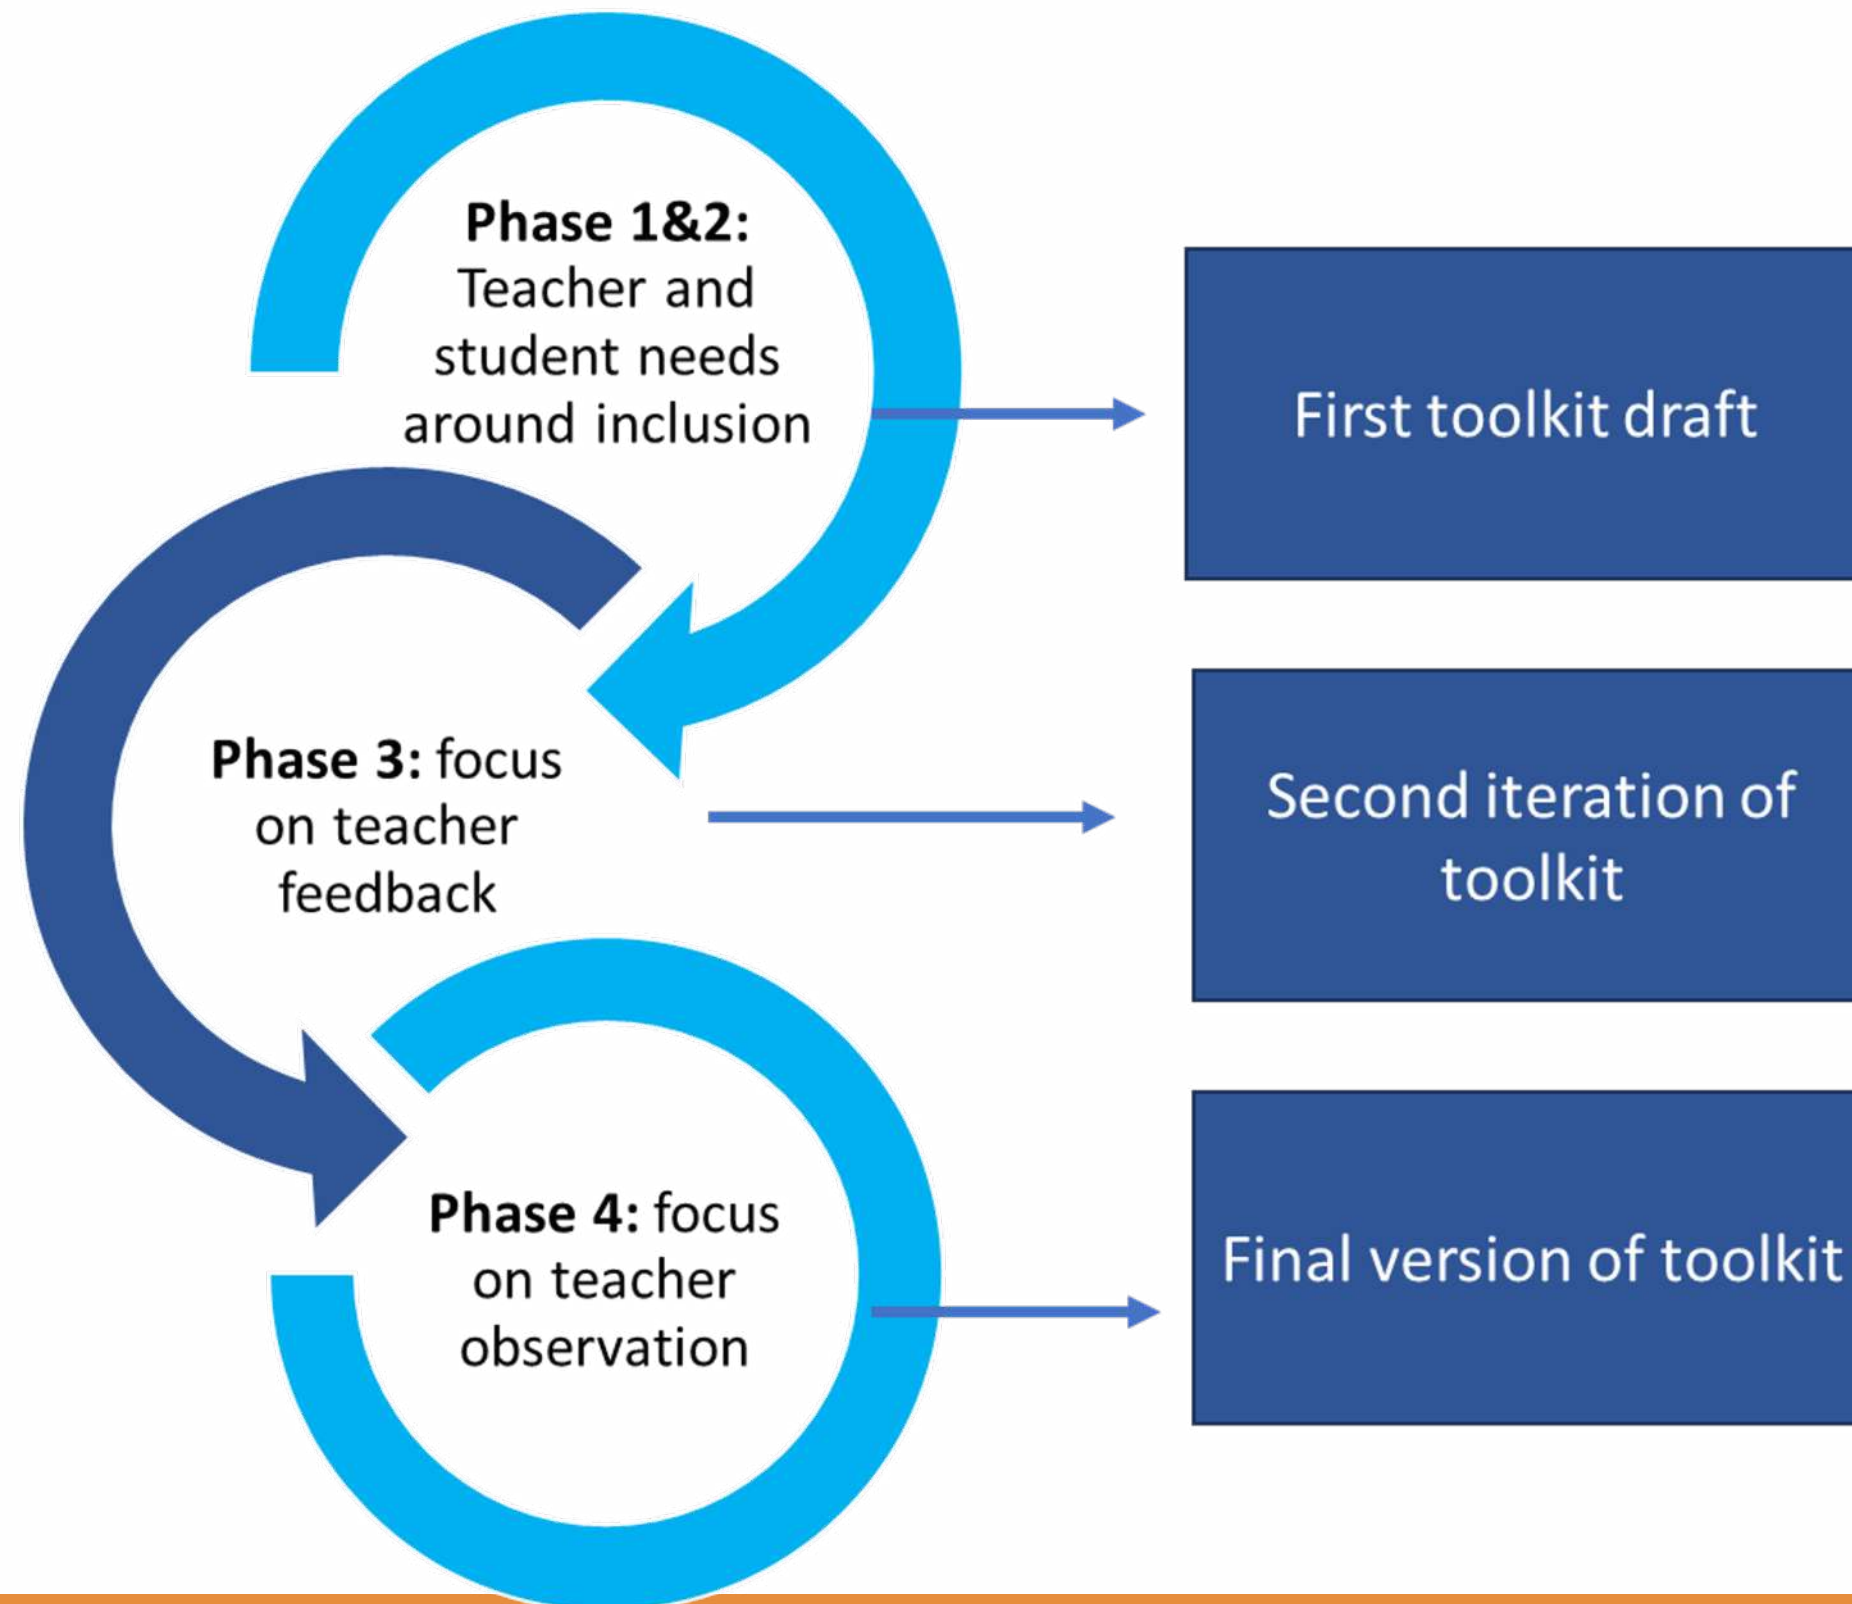 Phase 1&2:
Teacher and
student needs
around inclusion
First toolkit draft
Phase 3: focus
on teacher
feedback
Second iteration of
toolkit
Phase 4: focus
on teacher
observation
Final version of toolkit